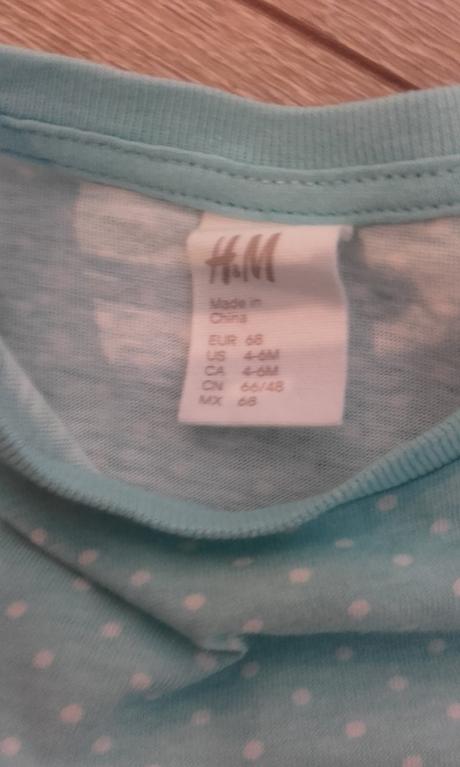 H&M
Made in
China
EUR 68
US 4-6M
CA 4-6M
CN 66/48
MX 68